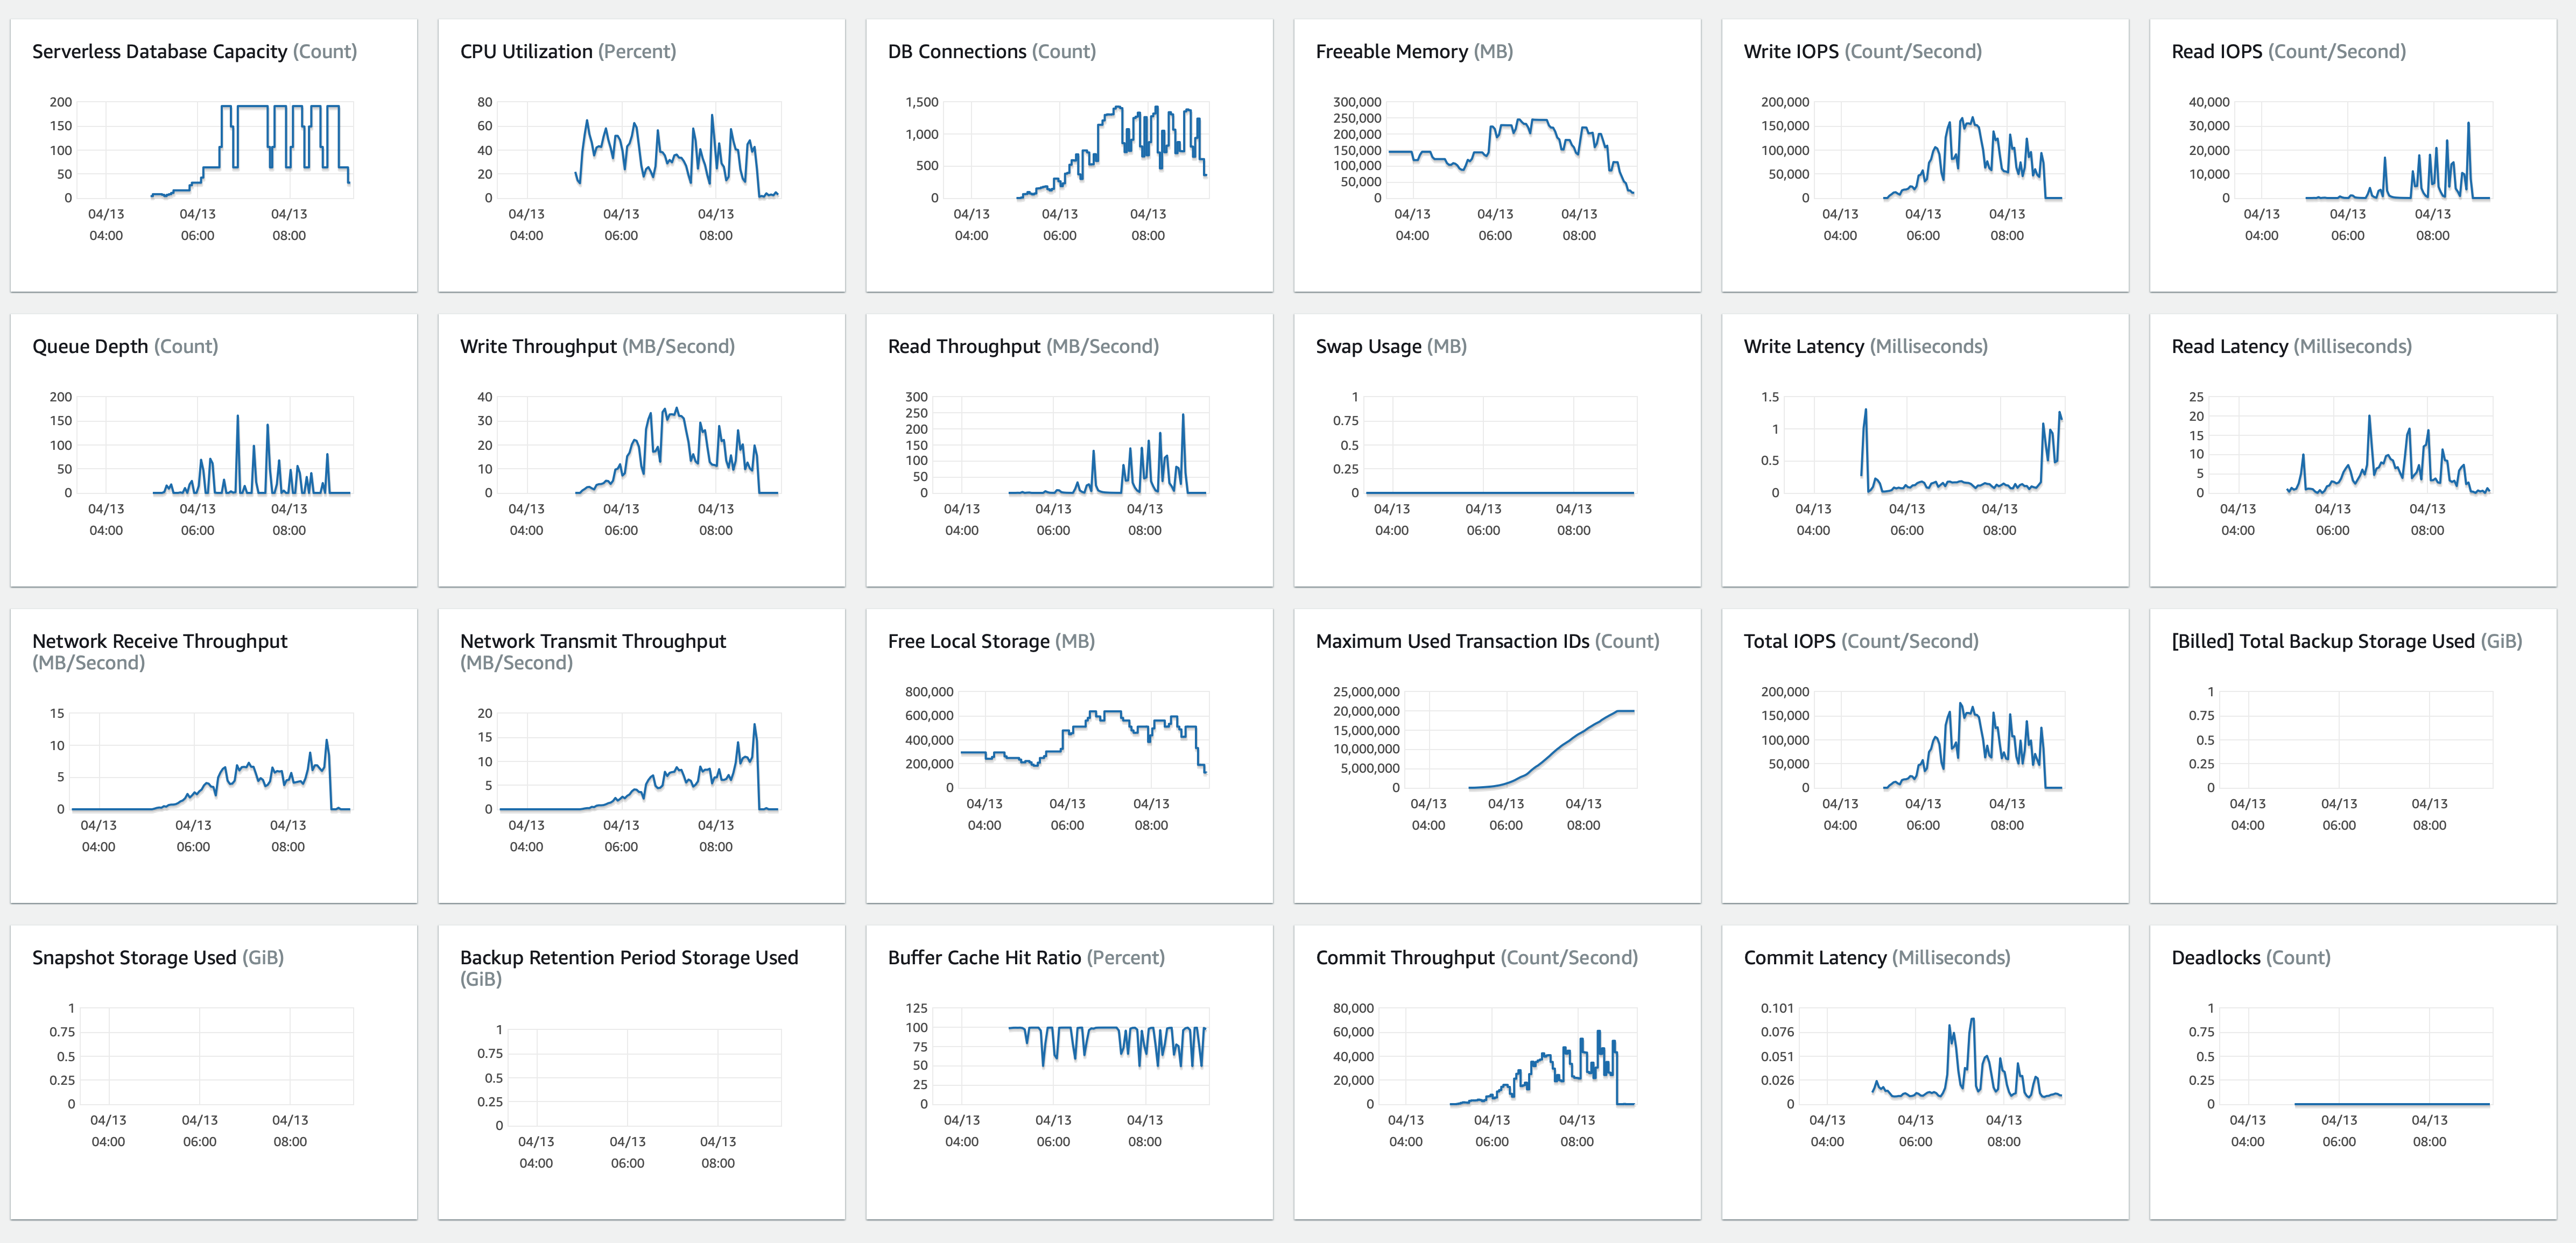 Serverless Database Capacity (Count)
200
150
100
50
0
04/13 04/13 04/13
04:00 06:00 08:00
CPU Utilization (Percent)
80
60
40
20
0
04/13 04/13 04/13
04:00 06:00 08:00
DB Connections (Count)
1,500
1,000
500
0
04/13 04/13 04/13
04:00 06:00 08:00
Freeable Memory (MB)
300,000
250,000
200,000
150,000
100,000
50,000
0
04/13 04/13 04/13
04:00 06:00 08:00
Write IOPS (Count/Second)
200,000
150,000
100,000
50,000
0
04/13 04/13 04/13
04:00 06:00 08:00
Read IOPS (Count/Second)
40,000
30,000
20,000
10,000
0
04/13 04/13 04/13
04:00 06:00 08:00
Queue Depth (Count)
200
150
100
50
0
04/13 04/13 04/13
04:00 06:00 08:00
Write Throughput (MB/Second)
40
30
20
10
0
04/13 04/13 04/13
04:00 06:00 08:00
Read Throughput (MB/Second)
300
250
200
150
100
50
0
04/13 04/13 04/13
04:00 06:00 08:00
Swap Usage (MB)
1
0.75
0.5
0.25
0
04/13 04/13 04/13
04:00 06:00 08:00
Write Latency (Milliseconds)
1.5
1
0.5
0
04/13 04/13 04/13
04:00 06:00 08:00
Read Latency (Milliseconds)
25
20
15
10
5
0
04/13 04/13 04/13
04:00 06:00 08:00
Network Receive Throughput
(MB/Second)
15
10
5
0
04/13 04/13 04/13
04:00 06:00 08:00
Network Transmit Throughput
(MB/Second)
20
15
10
5
0
04/13 04/13 04/13
04:00 06:00 08:00
Free Local Storage (MB)
800,000
600,000
400,000
200,000
0
04/13 04/13 04/13
04:00 06:00 08:00
Maximum Used Transaction IDs (Count)
25,000,000
20,000,000
15,000,000
10,000,000
5,000,000
0
04/13 04/13 04/13
04:00 06:00 08:00
Total IOPS (Count/Second)
200,000
150,000
100,000
50,000
0
04/13 04/13 04/13
04:00 06:00 08:00
[Billed] Total Backup Storage Used (GiB)
1
0.75
0.5
0.25
0
04/13 04/13 04/13
04:00 06:00 08:00
Snapshot Storage Used (GiB)
1
0.75
0.5
0.25
0
04/13 04/13 04/13
04:00 06:00 08:00
Backup Retention Period Storage Used
(GiB)
1
0.75
0.5
0.25
0
04/13 04/13 04/13
04:00 06:00 08:00
Buffer Cache Hit Ratio (Percent)
125
100
75
50
25
0
04/13 04/13 04/13
04:00 06:00 08:00
Commit Throughput (Count/Second)
80,000
60,000
40,000
20,000
0
04/13 04/13 04/13
04:00 06:00 08:00
Commit Latency (Milliseconds)
0.101
0.076
0.051
0.026
0
04/13 04/13 04/13
04:00 06:00 08:00
Deadlocks (Count)
1
0.75
0.5
0.25
0
04/13 04/13 04/13
04:00 06:00 08:00